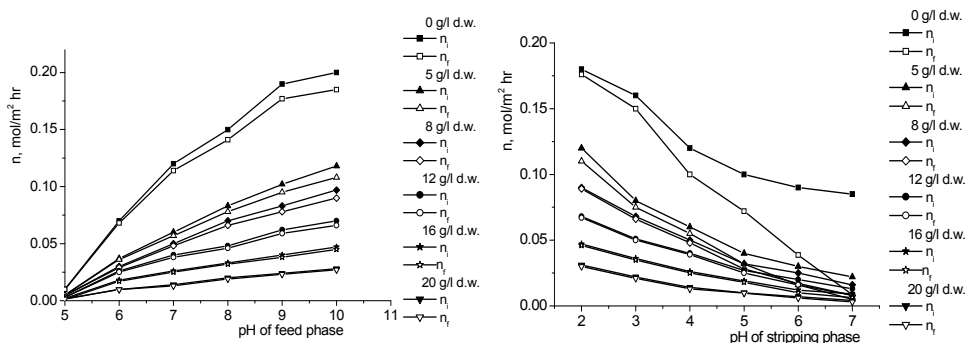 n, mol/m² hr
0.20
0.15
0.10
0.05
0.00
5
6
7
8
9
10
11
pH of feed phase
0 g/l d.w.
nᵢ
n_f
5 g/l d.w.
nᵢ
n_f
8 g/l d.w.
nᵢ
n_f
12 g/l d.w.
nᵢ
n_f
16 g/l d.w.
nᵢ
n_f
20 g/l d.w.
nᵢ
n_f
n, mol/m² hr
0.20
0.15
0.10
0.05
0.00
2
3
4
5
6
7
pH of stripping phase
0 g/l d.w.
nᵢ
n_f
5 g/l d.w.
nᵢ
n_f
8 g/l d.w.
nᵢ
n_f
12 g/l d.w.
nᵢ
n_f
16 g/l d.w.
nᵢ
n_f
20 g/l d.w.
nᵢ
n_f